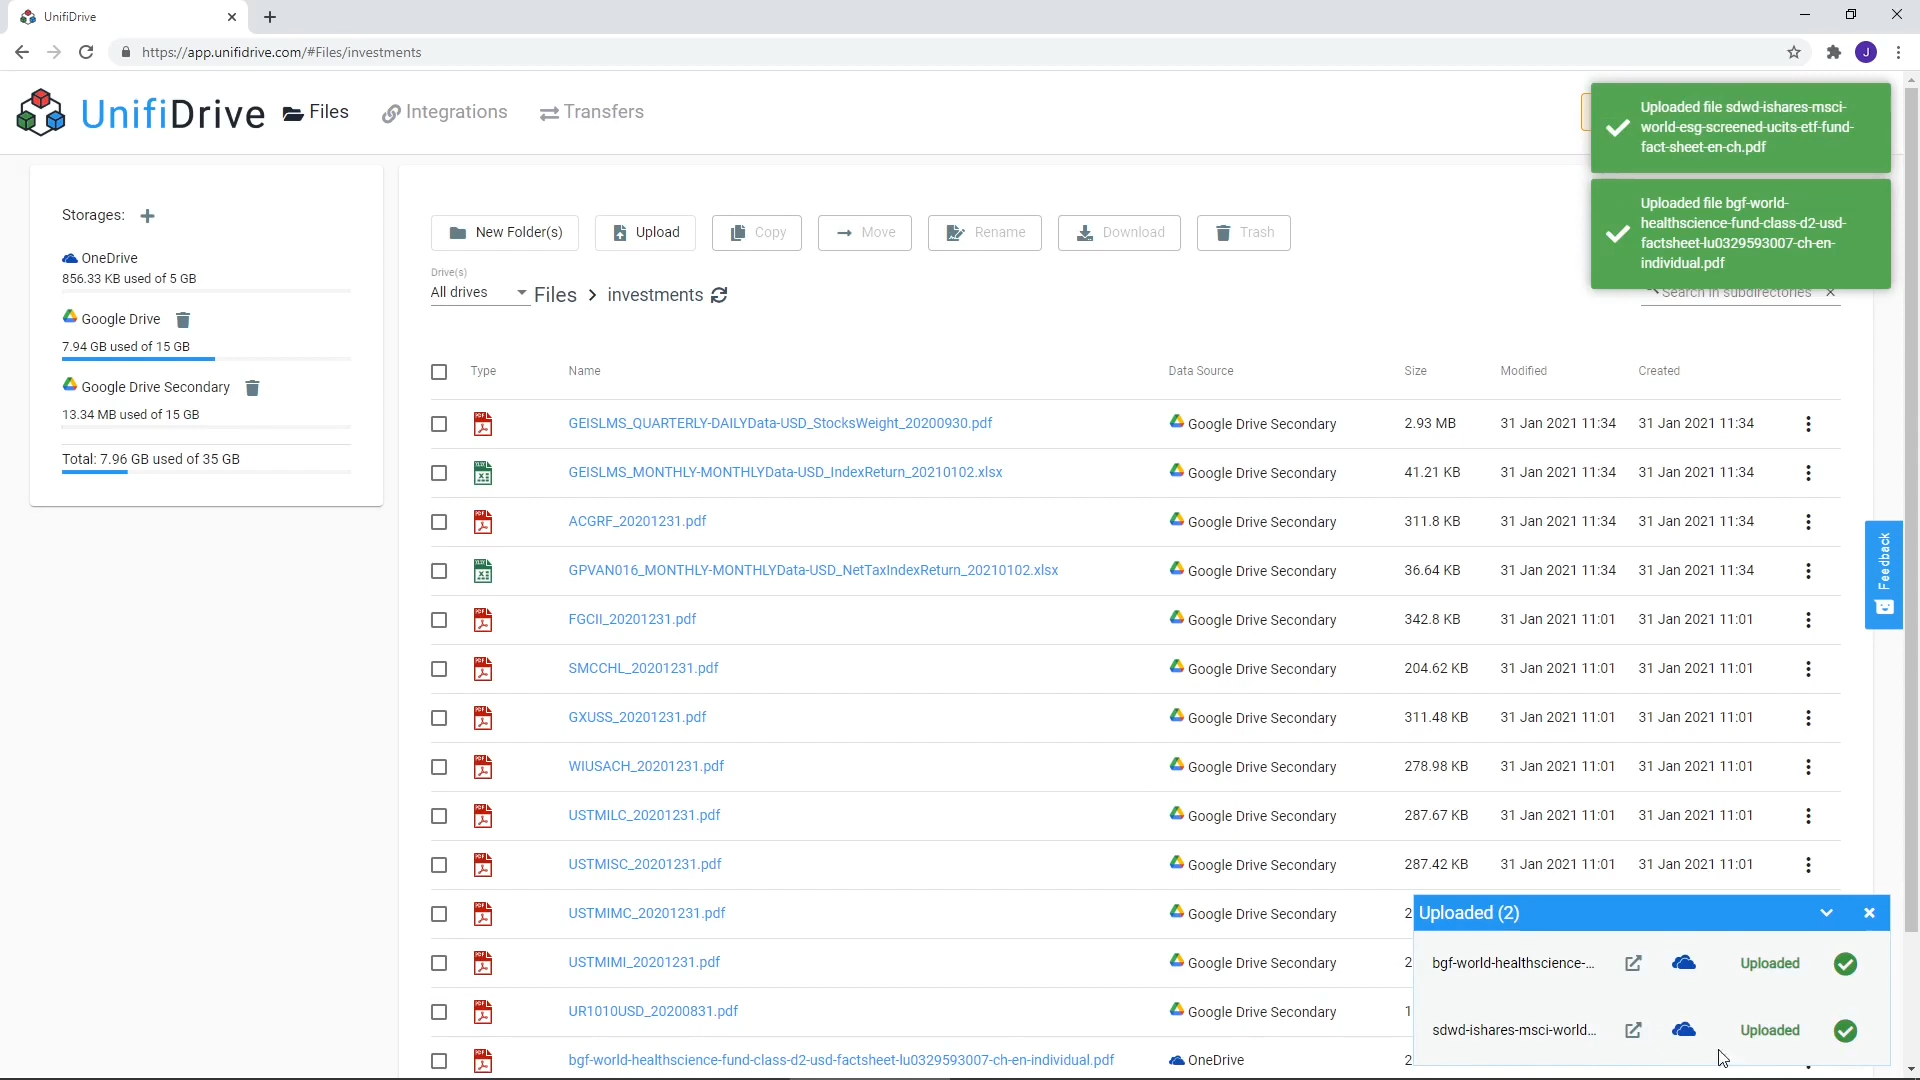 UnifiDrive
https://app.unifidrive.com/#Files/investments
J
UnifiDrive
Files
Integrations
Transfers
Uploaded file sdwd-ishares-msci-
world-esg-screened-ucits-etf-fund-
fact-sheet-en-ch.pdf
Uploaded file bgf-world-
healthscience-fund-class-d2-usd-
factsheet-lu0329593007-ch-en-
individual.pdf
Storages:
OneDrive
856.33 KB used of 5 GB
Google Drive
7.94 GB used of 15 GB
Google Drive Secondary
13.34 MB used of 15 GB
Total: 7.96 GB used of 35 GB
New Folder(s)
Upload
Copy
Move
Rename
Download
Trash
Drive(s)
All drives
Files > investments
Search in subdirectories
Type Name Data Source Size Modified Created
GEISLMS_QUARTERLY-DAILYData-USD_StocksWeight_20200930.pdf Google Drive Secondary 2.93 MB 31 Jan 2021 11:34 31 Jan 2021 11:34
GEISLMS_MONTHLY-MONTHLYData-USD_IndexReturn_20210102.xlsx Google Drive Secondary 41.21 KB 31 Jan 2021 11:34 31 Jan 2021 11:34
ACGRF_20201231.pdf Google Drive Secondary 311.8 KB 31 Jan 2021 11:34 31 Jan 2021 11:34
GPVAN016_MONTHLY-MONTHLYData-USD_NetTaxIndexReturn_20210102.xlsx Google Drive Secondary 36.64 KB 31 Jan 2021 11:34 31 Jan 2021 11:34
FGCII_20201231.pdf Google Drive Secondary 342.8 KB 31 Jan 2021 11:01 31 Jan 2021 11:01
SMCCHL_20201231.pdf Google Drive Secondary 204.62 KB 31 Jan 2021 11:01 31 Jan 2021 11:01
GXUSS_20201231.pdf Google Drive Secondary 311.48 KB 31 Jan 2021 11:01 31 Jan 2021 11:01
WIUSACH_20201231.pdf Google Drive Secondary 278.98 KB 31 Jan 2021 11:01 31 Jan 2021 11:01
USTMILC_20201231.pdf Google Drive Secondary 287.67 KB 31 Jan 2021 11:01 31 Jan 2021 11:01
USTMISC_20201231.pdf Google Drive Secondary 287.42 KB 31 Jan 2021 11:01 31 Jan 2021 11:01
USTMIMC_20201231.pdf Google Drive Secondary 2
USTMIMI_20201231.pdf Google Drive Secondary 2
UR1010USD_20200831.pdf Google Drive Secondary 1
bgf-world-healthscience-fund-class-d2-usd-factsheet-lu0329593007-ch-en-individual.pdf OneDrive 2
Feedback
Uploaded (2)
bgf-world-healthscience-... Uploaded
sdwd-ishares-msci-world... Uploaded